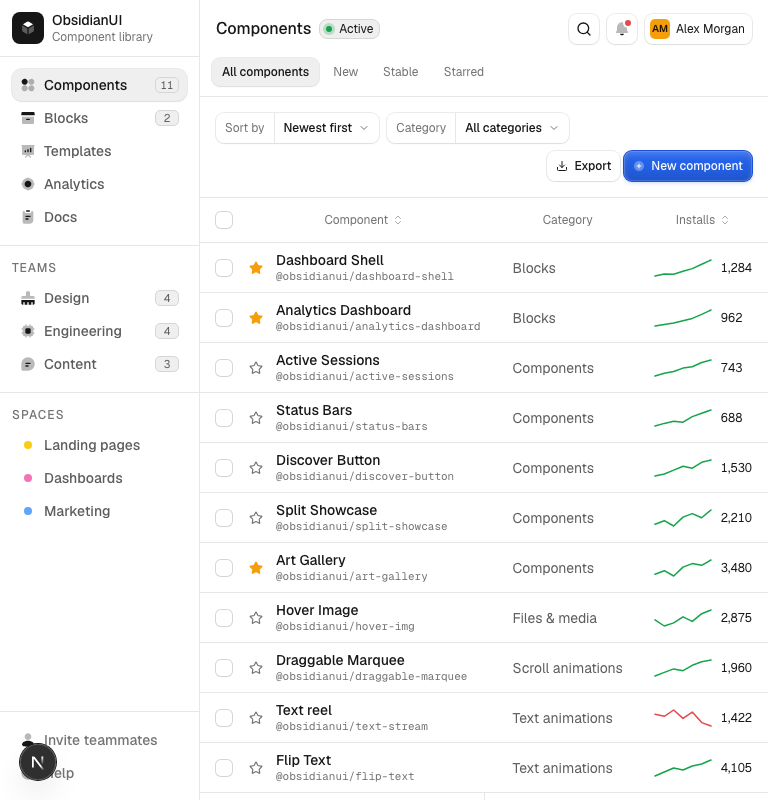 ObsidianUI
Component library
Components 11
Blocks 2
Templates
Analytics
Docs
TEAMS
Design 4
Engineering 4
Content 3
SPACES
Landing pages
Dashboards
Marketing
Invite teammates
N
Components Active
AM Alex Morgan
All components New Stable Starred
Sort by Newest first Category All categories
Export New component
Component Category Installs
Dashboard Shell
@obsidianui/dashboard-shell
Blocks 1,284
Analytics Dashboard
@obsidianui/analytics-dashboard
Blocks 962
Active Sessions
@obsidianui/active-sessions
Components 743
Status Bars
@obsidianui/status-bars
Components 688
Discover Button
@obsidianui/discover-button
Components 1,530
Split Showcase
@obsidianui/split-showcase
Components 2,210
Art Gallery
@obsidianui/art-gallery
Components 3,480
Hover Image
@obsidianui/hover-img
Files & media 2,875
Draggable Marquee
@obsidianui/draggable-marquee
Scroll animations 1,960
Text reel
@obsidianui/text-stream
Text animations 1,422
Flip Text
@obsidianui/flip-text
Text animations 4,105